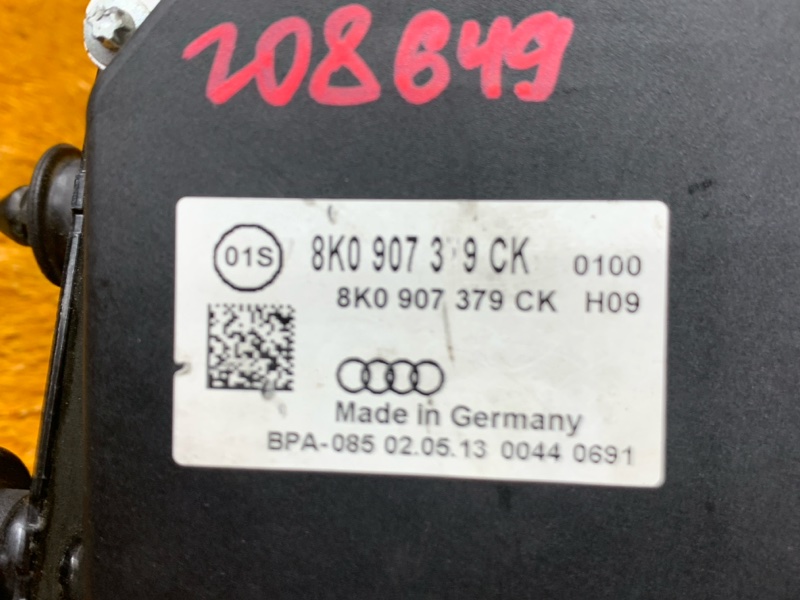 208649
01S
8K0 907 379 CK 0100
8K0 907 379 CK H09
Made in Germany
BPA-085 02.05.13 0044 0691